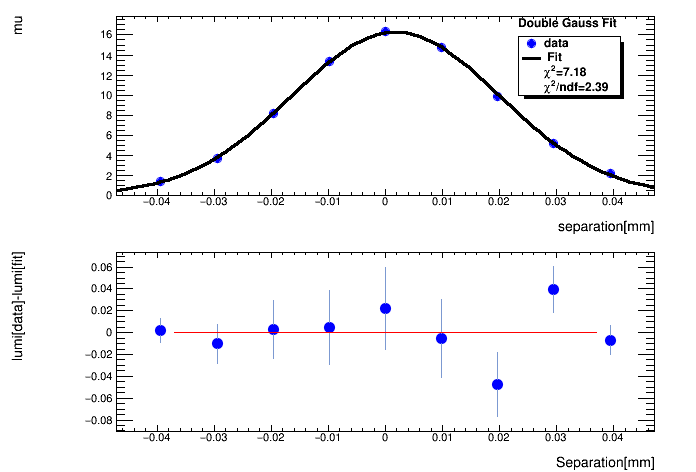 mu
Double Gauss Fit
data
Fit
χ²=7.18
χ²/ndf=2.39
16
14
12
10
8
6
4
2
0
−0.04 −0.03 −0.02 −0.01 0 0.01 0.02 0.03 0.04
separation[mm]
lumi[data]-lumi[fit]
0.06
0.04
0.02
0
−0.02
−0.04
−0.06
−0.08
−0.04 −0.03 −0.02 −0.01 0 0.01 0.02 0.03 0.04
Separation[mm]